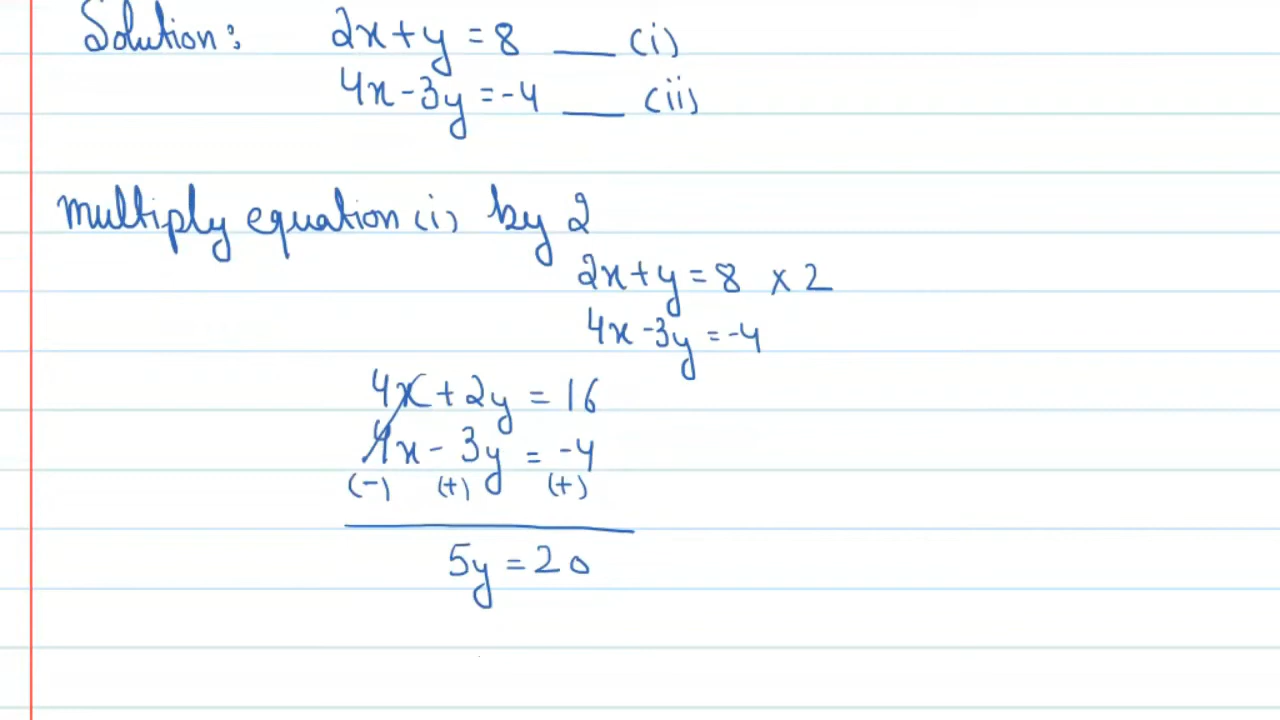 Solution: 2x+y=8 ___ (i)
4x-3y=-4 ___ (ii)
Multiply equation (i) by 2
2x+y=8 x 2
4x-3y=-4
4x+2y=16
4x-3y=-4
(-) (+) (+)
5y=20